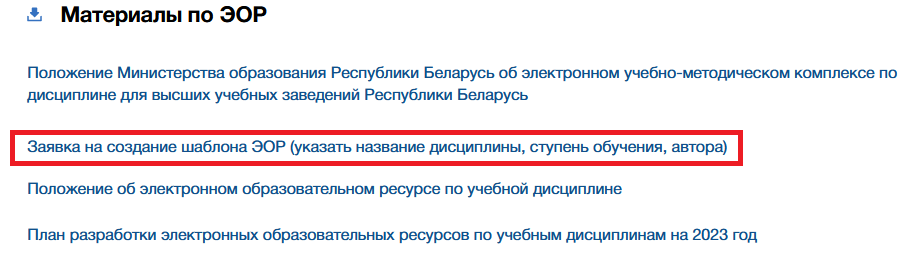 Материалы по ЭОР
Положение Министерства образования Республики Беларусь об электронном учебно-методическом комплексе по
дисциплине для высших учебных заведений Республики Беларусь
Заявка на создание шаблона ЭОР (указать название дисциплины, ступень обучения, автора)
Положение об электронном образовательном ресурсе по учебной дисциплине
План разработки электронных образовательных ресурсов по учебным дисциплинам на 2023 год